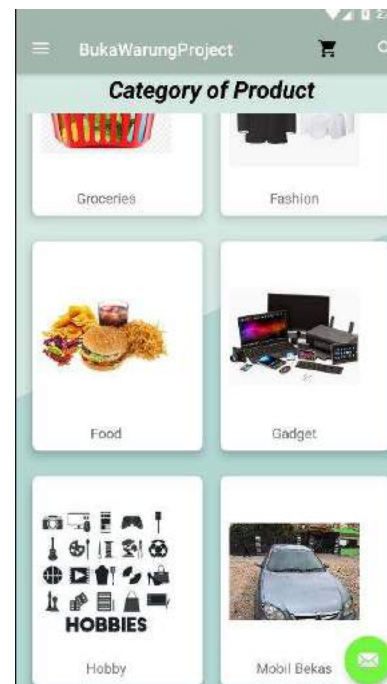 BukaWarungProject
Category of Product
Groceries
Fashion
Food
Gadget
HOBBIES
Hobby
Mobil Bekas